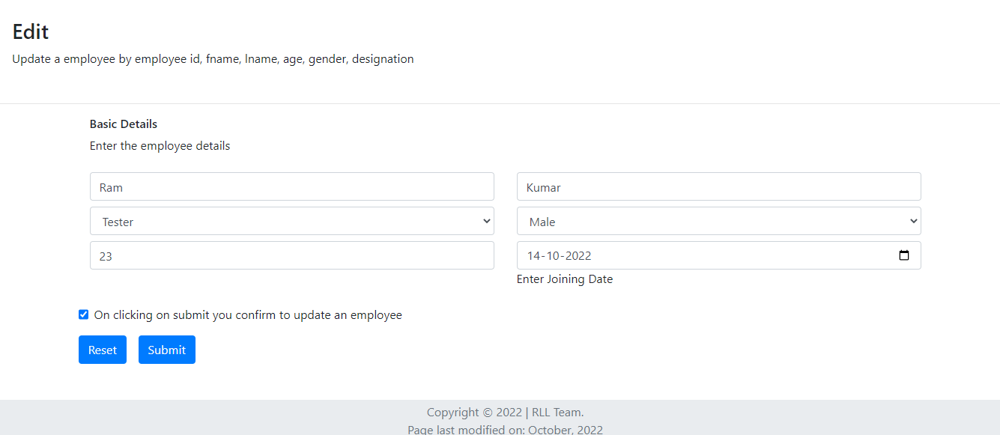 Edit
Update a employee by employee id, fname, lname, age, gender, designation
Basic Details
Enter the employee details
Ram
Kumar
Tester
Male
23
14-10-2022
Enter Joining Date
On clicking on submit you confirm to update an employee
Reset
Submit
Copyright © 2022 | RLL Team.
Page last modified on: October, 2022